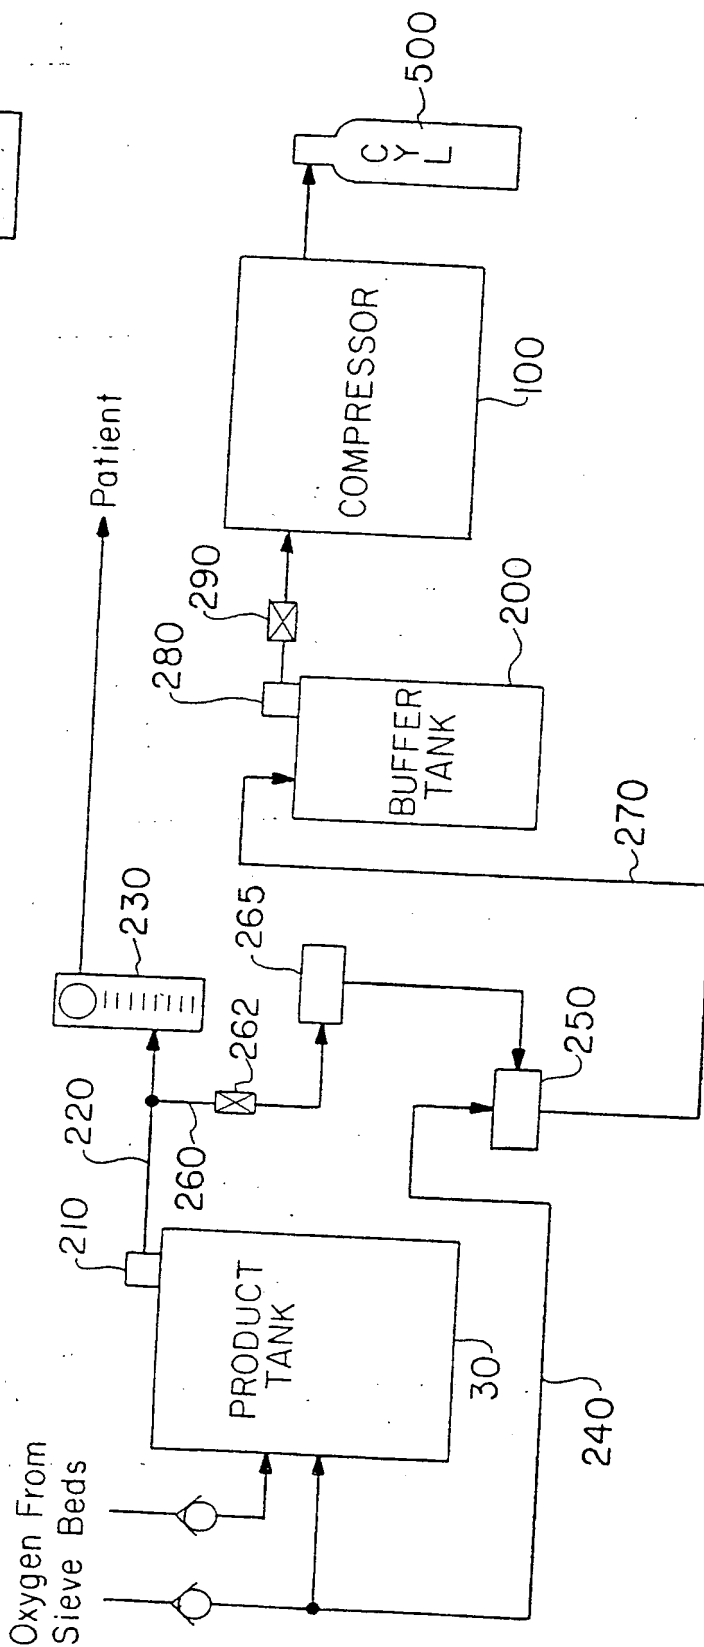 Oxygen From
Sieve Beds
PRODUCT
TANK
30
210
220
230
Patient
240
250
260
262
265
270
BUFFER
TANK
200
280
290
COMPRESSOR
100
CYL
500